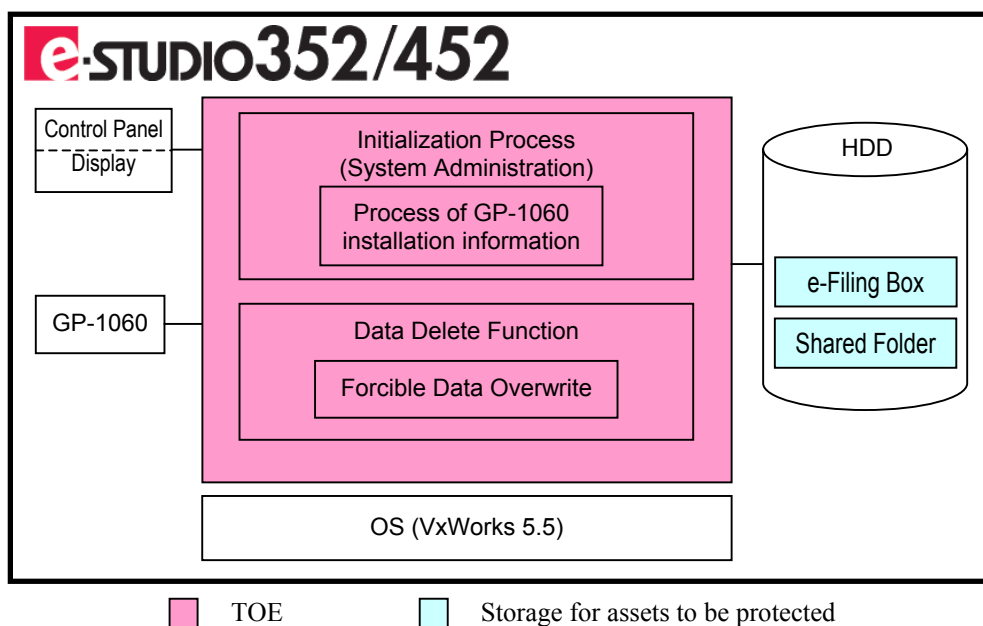 e-STUDIO352/452
Control Panel
Display
GP-1060
Initialization Process
(System Administration)
Process of GP-1060
installation information
Data Delete Function
Forcible Data Overwrite
HDD
e-Filing Box
Shared Folder
OS (VxWorks 5.5)
TOE
Storage for assets to be protected